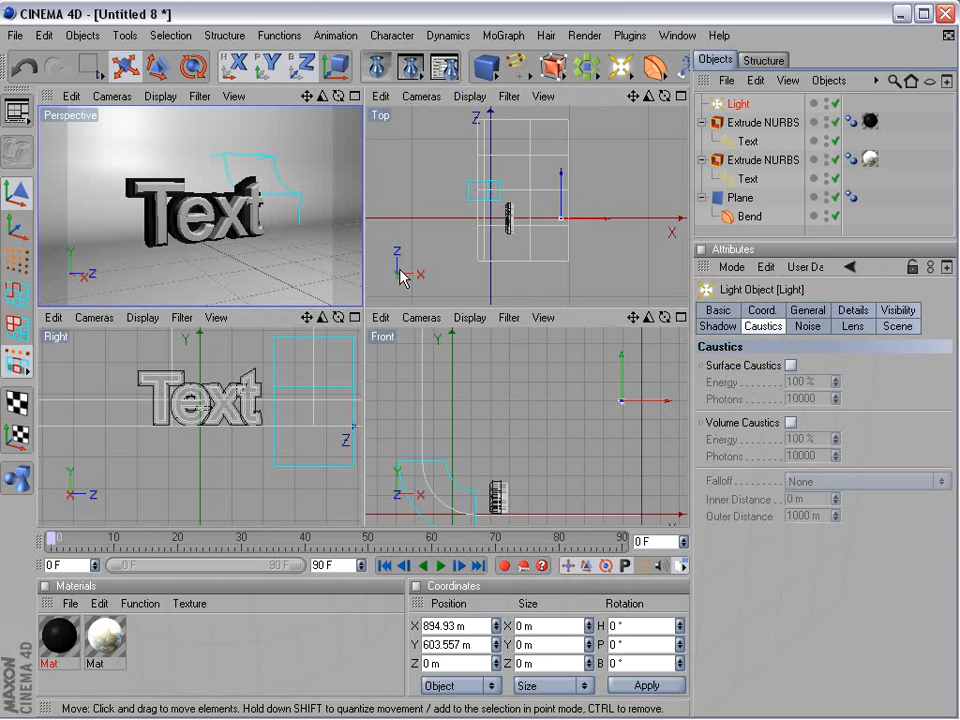 CINEMA 4D - [Untitled 8 *]
File Edit Objects Tools Selection Structure Functions Animation Character Dynamics MoGraph Hair Render Plugins Window Help
X Y Z
Objects Structure
File Edit View Objects
Edit Cameras Display Filter View
Perspective
Text
Y
X Z
Edit Cameras Display Filter View
Top
Z
X
Z
X
Light
Extrude NURBS
Text
Extrude NURBS
Text
Plane
Bend
Attributes
Mode Edit User Da
Light Object [Light]
Basic Coord. General Details Visibility
Shadow Caustics Noise Lens Scene
Caustics
Surface Caustics
Energy . . . . . . . 100 %
Photons . . . . . . 10000
Volume Caustics
Energy . . . . . . . 100 %
Photons . . . . . . 10000
Falloff. . . . . . . . None
Inner Distance . . 0 m
Outer Distance 1000 m
Edit Cameras Display Filter View
Right
Y
Text
Z
Y
X Z
Edit Cameras Display Filter View
Front
Y
Y
Z X
0 10 20 30 40 50 60 70 80 90 0 F
0 F 0 F 90 F 90 F
P
Materials
File Edit Function Texture
Mat Mat
Coordinates
Position Size Rotation
X 894.93 m X 0 m H 0 °
Y 603.557 m Y 0 m P 0 °
Z 0 m Z 0 m B 0 °
Object Size Apply
MAXON
CINEMA 4D
Move: Click and drag to move elements. Hold down SHIFT to quantize movement / add to the selection in point mode, CTRL to remove.